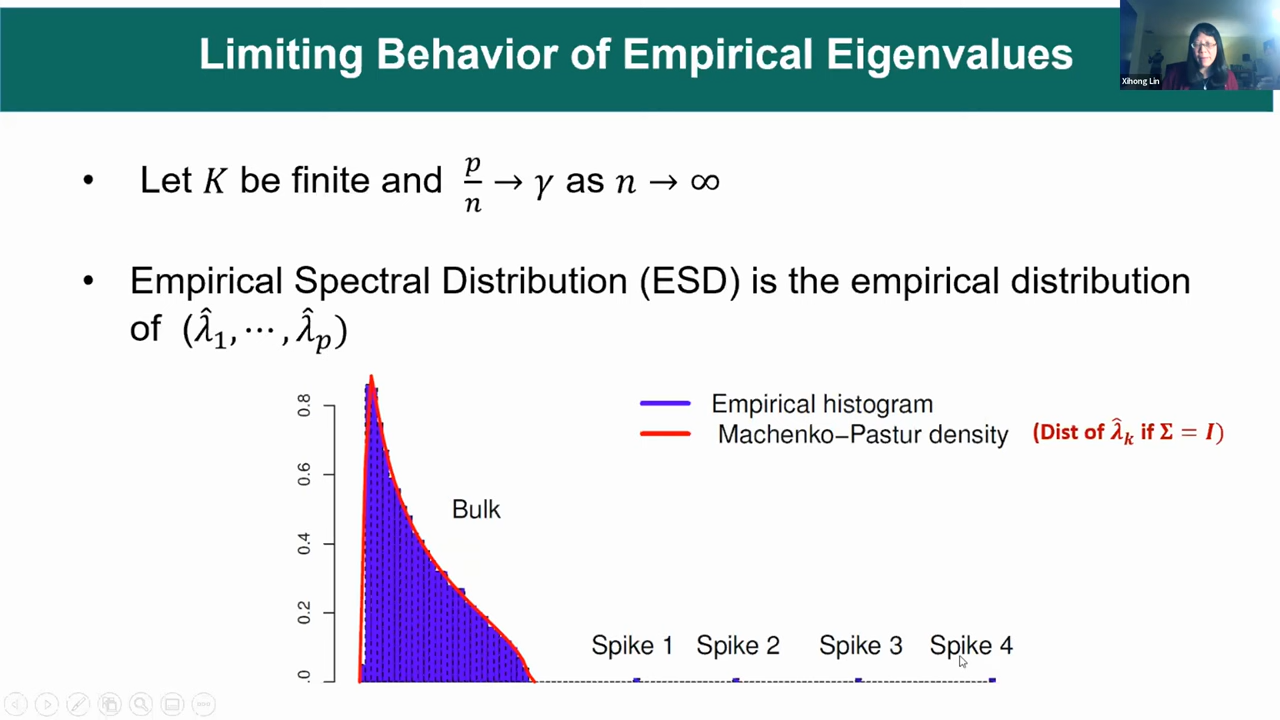 Limiting Behavior of Empirical Eigenvalues
Xihong Lin
• Let K be finite and p/n → γ as n → ∞
• Empirical Spectral Distribution (ESD) is the empirical distribution
of (λ̂₁, ⋯ , λ̂ₚ)
Empirical histogram
Machenko−Pastur density (Dist of λ̂ₖ if Σ = I)
0.8
0.6
0.4
0.2
.0
Bulk
Spike 1 Spike 2 Spike 3 Spike 4